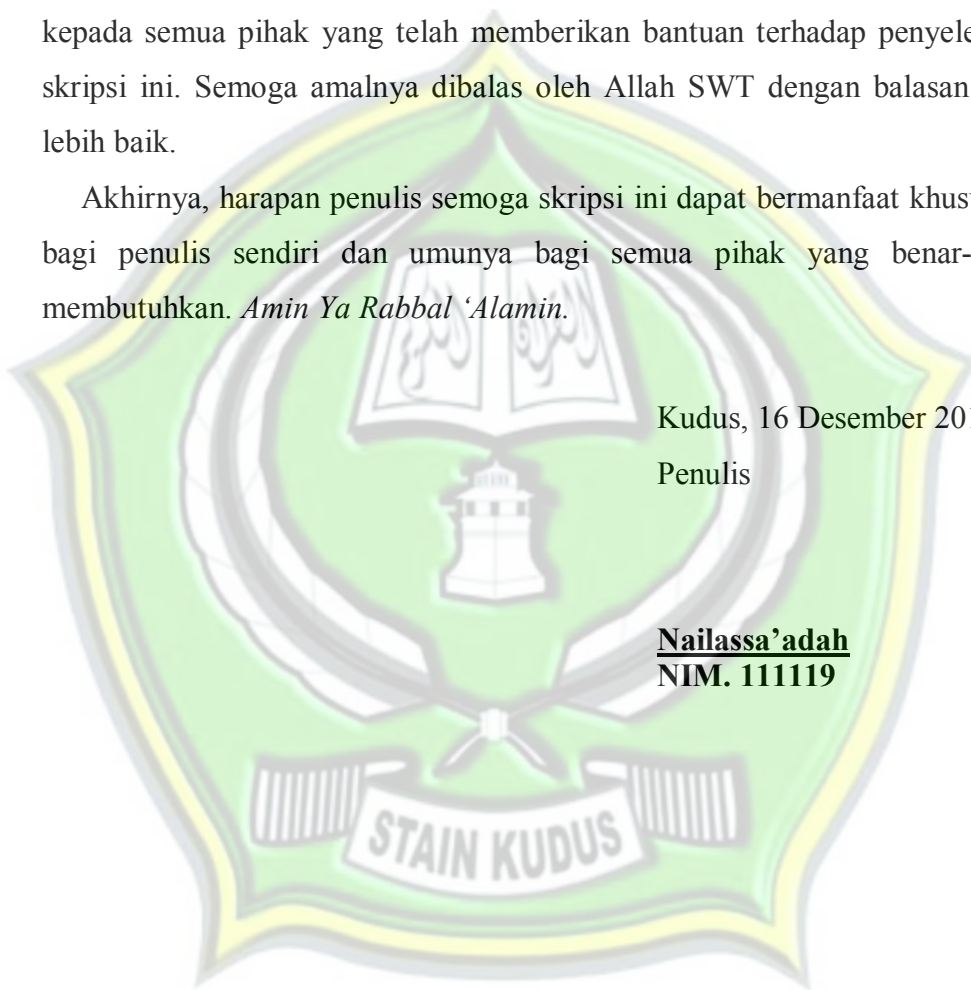 kepada semua pihak yang telah memberikan bantuan terhadap penyele
skripsi ini. Semoga amalnya dibalas oleh Allah SWT dengan balasan
lebih baik.
Akhirnya, harapan penulis semoga skripsi ini dapat bermanfaat khus
bagi penulis sendiri dan umunya bagi semua pihak yang benar-
membutuhkan. Amin Ya Rabbal ‘Alamin.
Kudus, 16 Desember 201
Penulis
Nailassa’adah
NIM. 111119
STAIN KUDUS